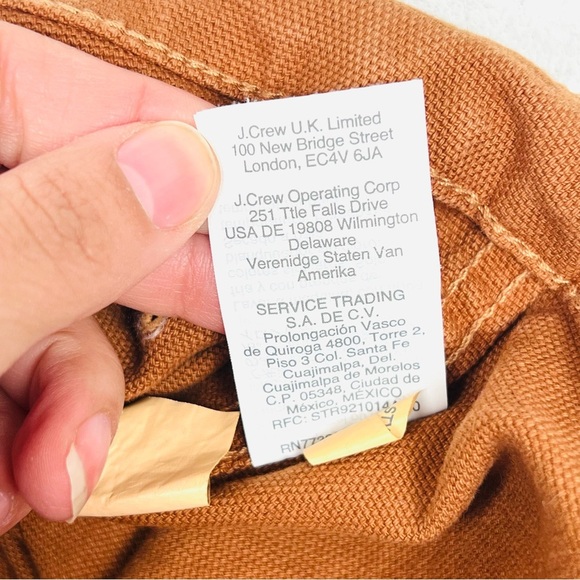 J.Crew U.K. Limited
100 New Bridge Street
London, EC4V 6JA
J.Crew Operating Corp
251 Ttle Falls Drive
USA DE 19808 Wilmington
Delaware
Verenidge Staten Van
Amerika
SERVICE TRADING
S.A. DE C.V.
Prolongación Vasco
de Quiroga 4800, Torre 2,
Piso 3 Col. Santa Fe
Cuajimalpa, Del.
Cuajimalpa de Morelos
C.P. 05348, Ciudad de
México, MÉXICO
RFC: